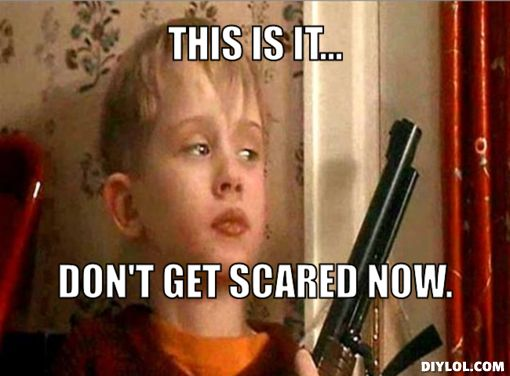 THIS IS IT...
DON'T GET SCARED NOW.
DIYLOL.COM